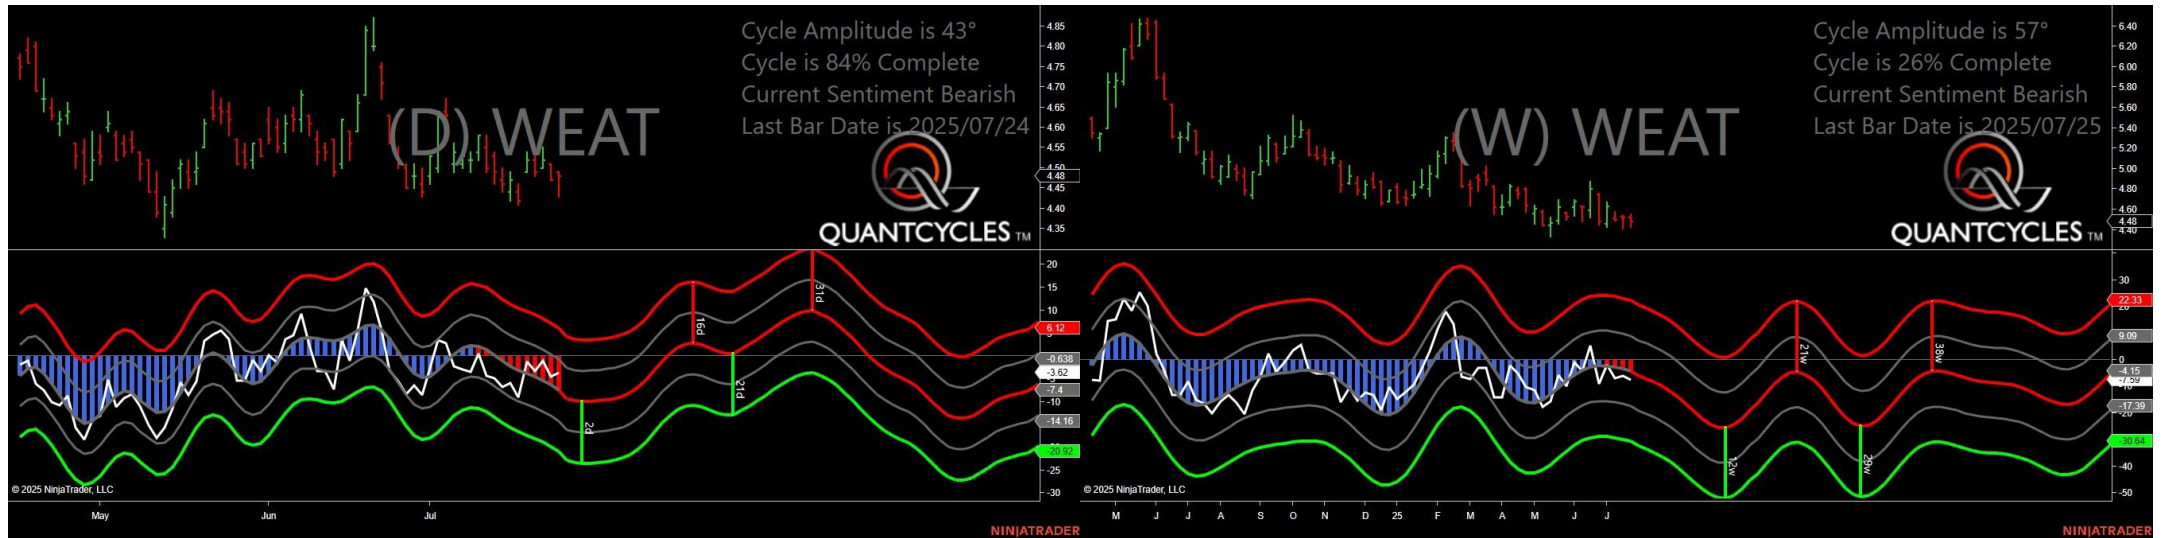 Cycle Amplitude is 43°
Cycle is 84% Complete
Current Sentiment Bearish
Last Bar Date is 2025/07/24
(D) WEAT
QUANTCYCLES TM
4.85
4.80
4.75
4.70
4.65
4.60
4.55
4.50
4.48
4.45
4.40
4.35
20
15
10
6.12
-0.638
-3.62
-7.4
-10
-14.16
-20.92
-25
-30
16d
31d
21d
2d
© 2025 NinjaTrader, LLC
May Jun Jul
NINJATRADER
Cycle Amplitude is 57°
Cycle is 26% Complete
Current Sentiment Bearish
Last Bar Date is 2025/07/25
(W) WEAT
QUANTCYCLES TM
6.40
6.20
6.00
5.80
5.60
5.40
5.20
5.00
4.80
4.60
4.48
4.40
30
22.33
9.09
0
-4.15
-7.59
-17.39
-30.64
-40
-50
21w
38w
12w
29w
© 2025 NinjaTrader, LLC
M J J A S O N D 25 F M A M J J
NINJATRADER